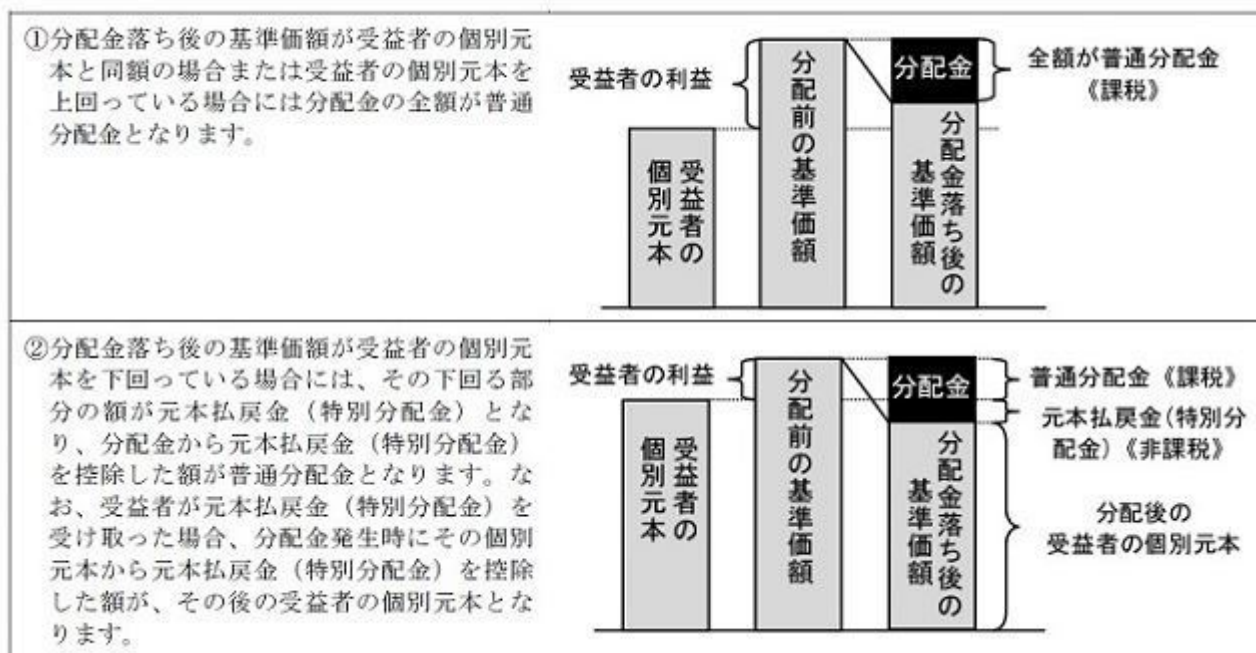 ①分配金落ち後の基準価額が受益者の個別元
本と同額の場合または受益者の個別元本を
上回っている場合には分配金の全額が普通
分配金となります。
受益者の利益
受益者の
個別元本
分配前の基準価額
分配金
分配金落ち後の
基準価額
全額が普通分配金
《課税》
②分配金落ち後の基準価額が受益者の個別元
本を下回っている場合には、その下回る部
分の額が元本払戻金（特別分配金）とな
り、分配金から元本払戻金（特別分配金）
を控除した額が普通分配金となります。な
お、受益者が元本払戻金（特別分配金）を
受け取った場合、分配金発生時にその個別
元本から元本払戻金（特別分配金）を控除
した額が、その後の受益者の個別元本とな
ります。
受益者の利益
受益者の
個別元本
分配前の基準価額
分配金
分配金落ち後の
基準価額
普通分配金《課税》
元本払戻金(特別分
配金)《非課税》
分配後の
受益者の個別元本